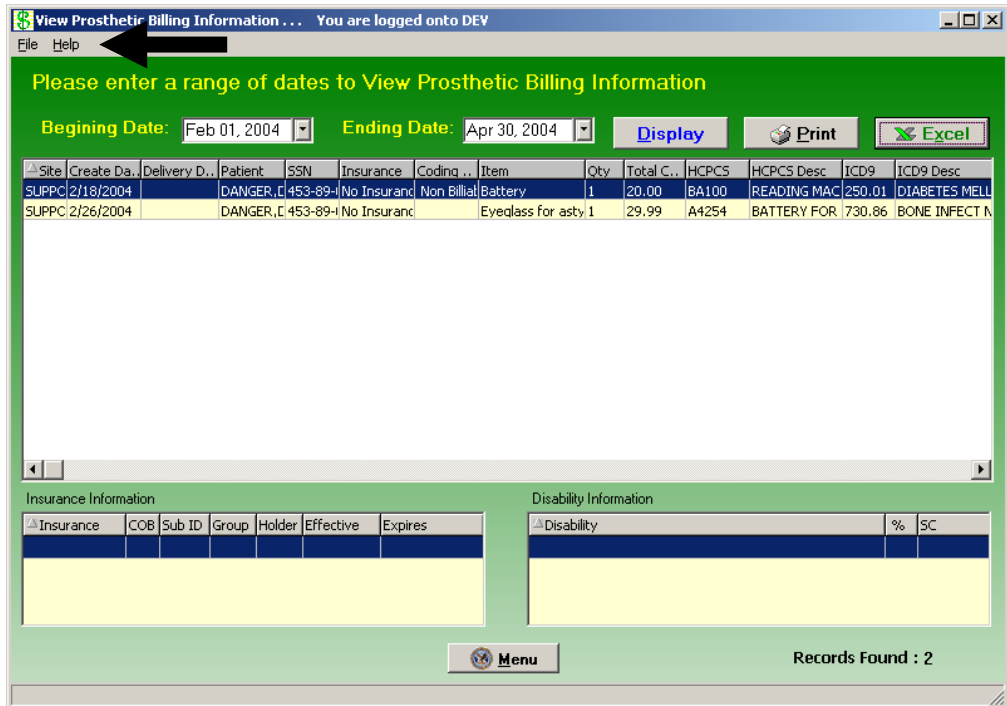 View Prosthetic Billing Information . . .   You are logged onto DEV
File Help
Please enter a range of dates to View Prosthetic Billing Information
Begining Date: Feb 01, 2004 Ending Date: Apr 30, 2004 Display Print Excel
Site Create Da.. Delivery D.. Patient SSN Insurance Coding .. Item Qty Total C.. HCPCS HCPCS Desc ICD9 ICD9 Desc
SUPPC 2/18/2004 DANGER,D 453-89- No Insuranc Non Billiab Battery 1 20.00 BA100 READING MAC 250.01 DIABETES MELL
SUPPC 2/26/2004 DANGER,D 453-89- No Insuranc Eyeglass for asty 1 29.99 A4254 BATTERY FOR 730.86 BONE INFECT N
Insurance Information Disability Information
Insurance COB Sub ID Group Holder Effective Expires Disability % SC
Menu Records Found : 2